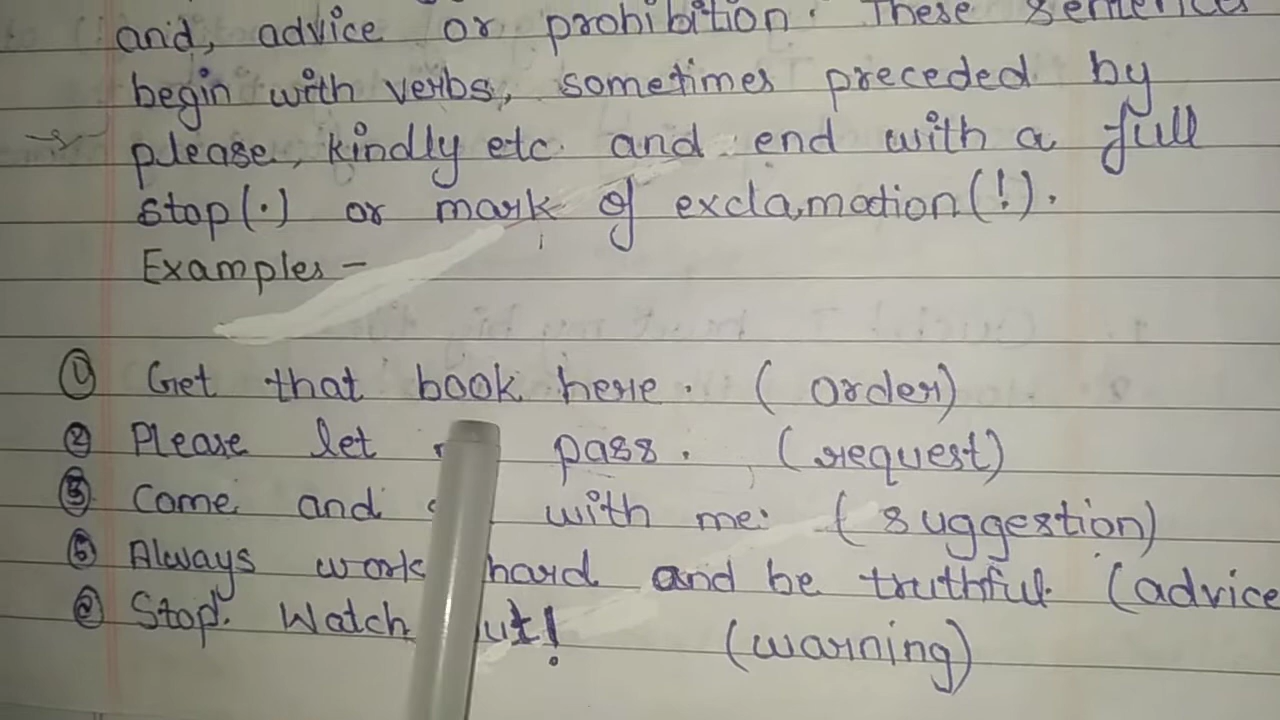 and, advice or prohibition. These sentences
begin with verbs, sometimes preceded by
please, kindly etc. and end with a full
stop(.) or mark of exclamation(!).
Examples -
① Get that book here. (order)
② Please let pass. (request)
③ Come and with me. (suggestion)
Always work hard and be truthful. (advice
Stop. Watch out! (warning)